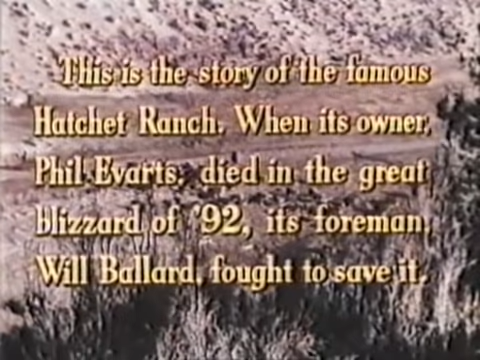 This is the story of the famous
Hatchet Ranch. When its owner,
Phil Evarts, died in the great
blizzard of '92, its foreman,
Will Ballard, fought to save it.